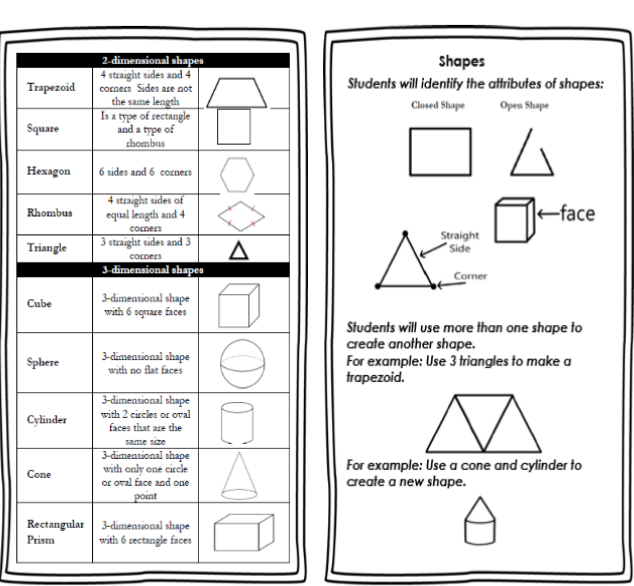 2-dimensional shapes
Trapezoid
4 straight sides and 4
corners Sides are not
the same length
Square
Is a type of rectangle
and a type of
rhombus
Hexagon
6 sides and 6 corners
Rhombus
4 straight sides of
equal length and 4
corners
Triangle
3 straight sides and 3
corners
3-dimensional shapes
Cube
3-dimensional shape
with 6 square faces
Sphere
3-dimensional shape
with no flat faces
Cylinder
3-dimensional shape
with 2 circles or oval
faces that are the
same size
Cone
3-dimensional shape
with only one circle
or oval face and one
point
Rectangular
Prism
3-dimensional shape
with 6 rectangle faces
Shapes
Students will identify the attributes of shapes:
Closed Shape
Open Shape
face
Straight
Side
Corner
Students will use more than one shape to
create another shape.
For example: Use 3 triangles to make a
trapezoid.
For example: Use a cone and cylinder to
create a new shape.